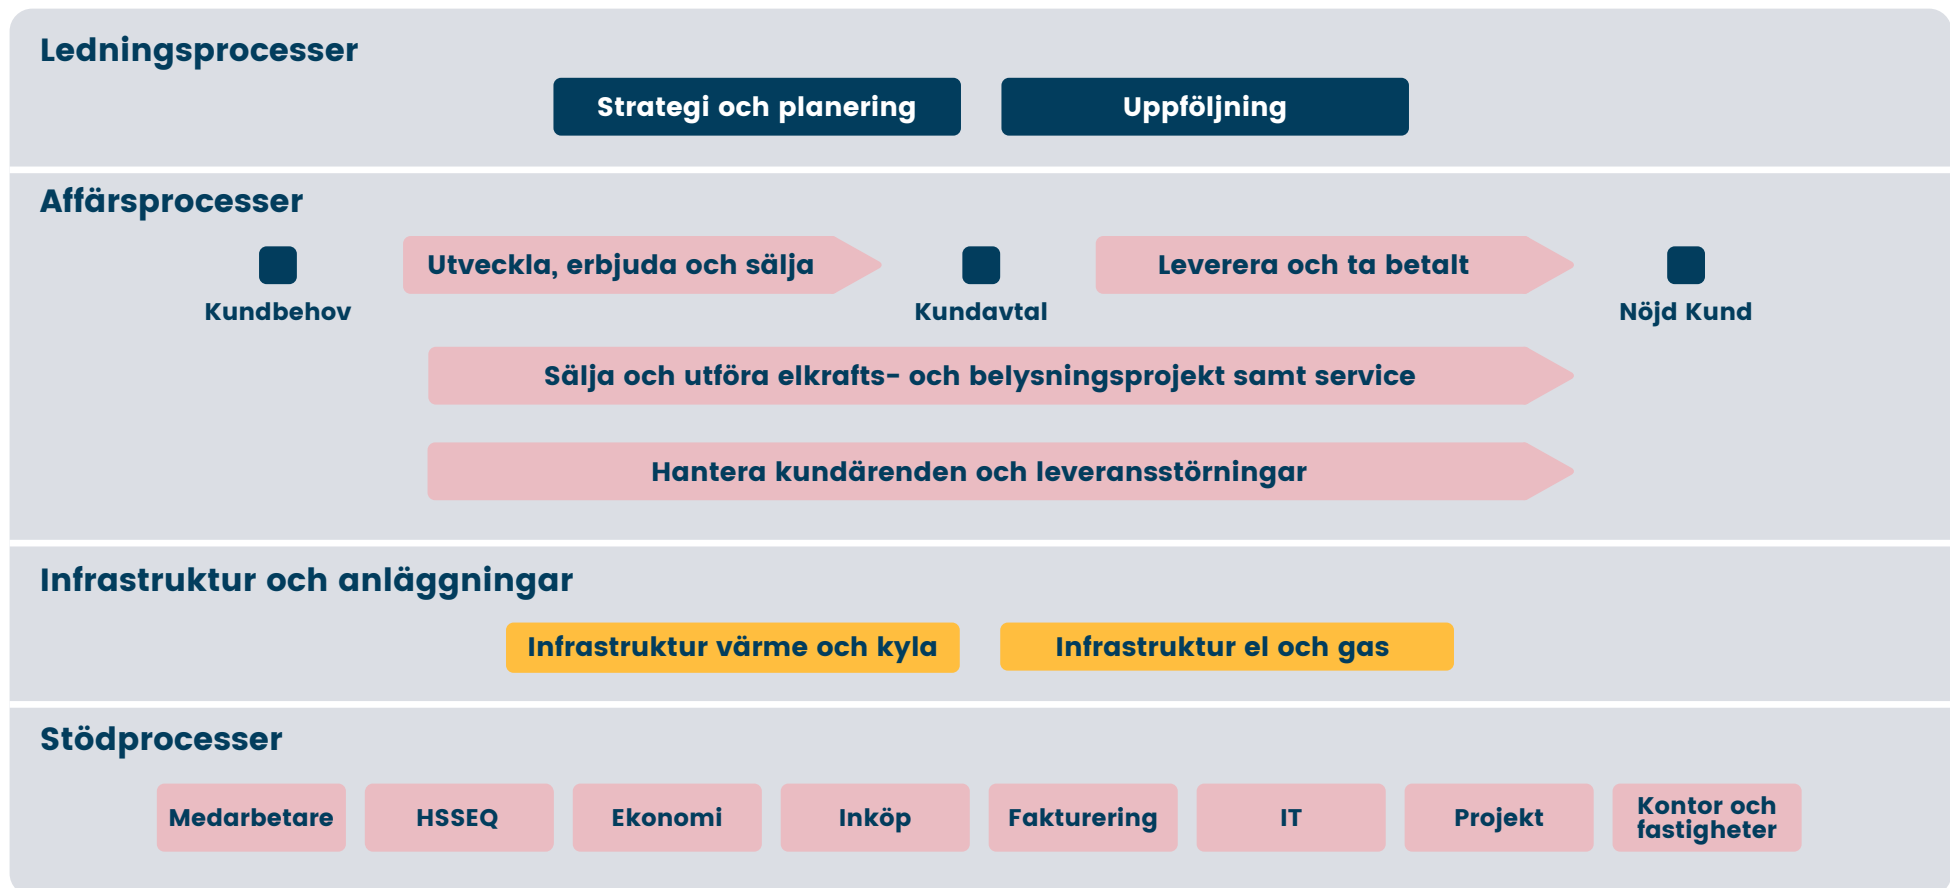 Ledningsprocesser
Strategi och planering
Uppföljning
Affärsprocesser
Utveckla, erbjuda och sälja
Leverera och ta betalt
Kundbehov
Kundavtal
Nöjd Kund
Sälja och utföra elkrafts- och belysningsprojekt samt service
Hantera kundärenden och leveransstörningar
Infrastruktur och anläggningar
Infrastruktur värme och kyla
Infrastruktur el och gas
Stödprocesser
Medarbetare
HSSEQ
Ekonomi
Inköp
Fakturering
IT
Projekt
Kontor och
fastigheter